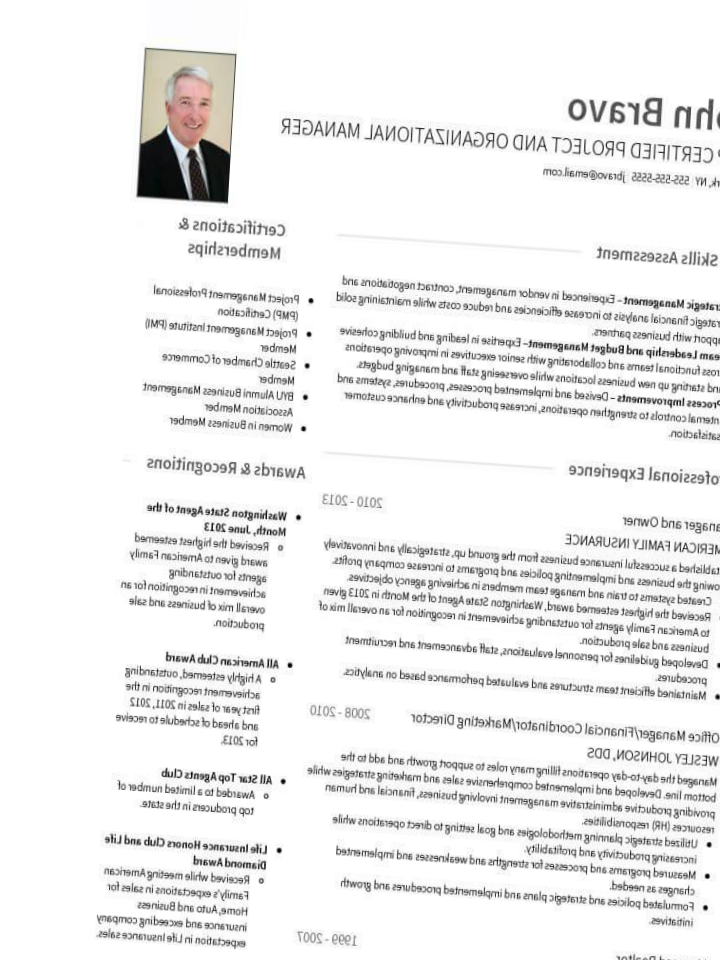 ohn Bravo
CERTIFIED PROJECT AND ORGANIZATIONAL MANAGER
rk, NY 555-555-5555 jbravo@email.com
Skills Assessment
rategic Management – Experienced in vendor management, contract negotiations and
rategic financial analysis to increase efficiencies and reduce costs while maintaining solid
pport with business partners.
eam Leadership and Budget Management– Expertise in leading and building cohesive
ross functional teams and collaborating with senior executives in improving operations
nd starting up new business locations while overseeing staff and managing budgets.
Process Improvements – Devised and implemented processes, procedures, systems and
nternal controls to strengthen operations, increase productivity and enhance customer
satisfaction.
rofessional Experience
anager and Owner 2010 - 2013
MERICAN FAMILY INSURANCE
tablished a successful insurance business from the ground up, strategically and innovatively
owing the business and implementing policies and programs to increase company profits.
Created systems to train and manage team members in achieving agency objectives.
Received the highest esteemed award, Washington State Agent of the Month in 2013 given
to American Family agents for outstanding achievement in recognition for an overall mix of
business and sale production.
• Developed guidelines for personnel evaluations, staff advancement and recruitment
procedures.
• Maintained efficient team structures and evaluated performance based on analytics.
Office Manager/Financial Coordinator/Marketing Director 2008 - 2010
WESLEY JOHNSON, DDS
Managed the day-to-day operations filling many roles to support growth and add to the
bottom line. Developed and implemented comprehensive sales and marketing strategies while
providing productive administrative management involving business, financial and human
resources (HR) responsibilities.
• Utilized strategic planning methodologies and goal setting to direct operations while
increasing productivity and profitability.
• Measured programs and processes for strengths and weaknesses and implemented
changes as needed.
• Formulated policies and strategic plans and implemented procedures and growth
initiatives.
Realtor 1999 - 2007
Certifications &
Memberships
• Project Management Professional
(PMP) Certification
• Project Management Institute (PMI)
Member
• Seattle Chamber of Commerce
Member
• BYU Alumni Business Management
Association Member
• Women in Business Member
Awards & Recognitions
• Washington State Agent of the
Month, June 2013
o Received the highest esteemed
award given to American Family
agents for outstanding
achievement in recognition for an
overall mix of business and sale
production.
• All American Club Award
o A highly esteemed, outstanding
achievement recognition in the
first year of sales in 2011, 2012
and ahead of schedule to receive
for 2013.
• All Star Top Agents Club
o Awarded to a limited number of
top producers in the state.
• Life Insurance Honors Club and Life
Diamond Award
o Received while meeting American
Family's expectations in sales for
Home, Auto and Business
insurance and exceeding company
expectation in Life Insurance sales.